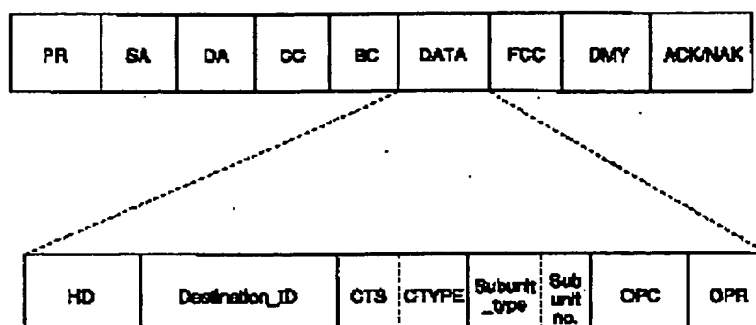 PR SA DA CC BC DATA FCC DMY ACK/NAK
HD Destination_ID CTS CTYPE Subunit
_type Sub
unit
no. OPC OPR